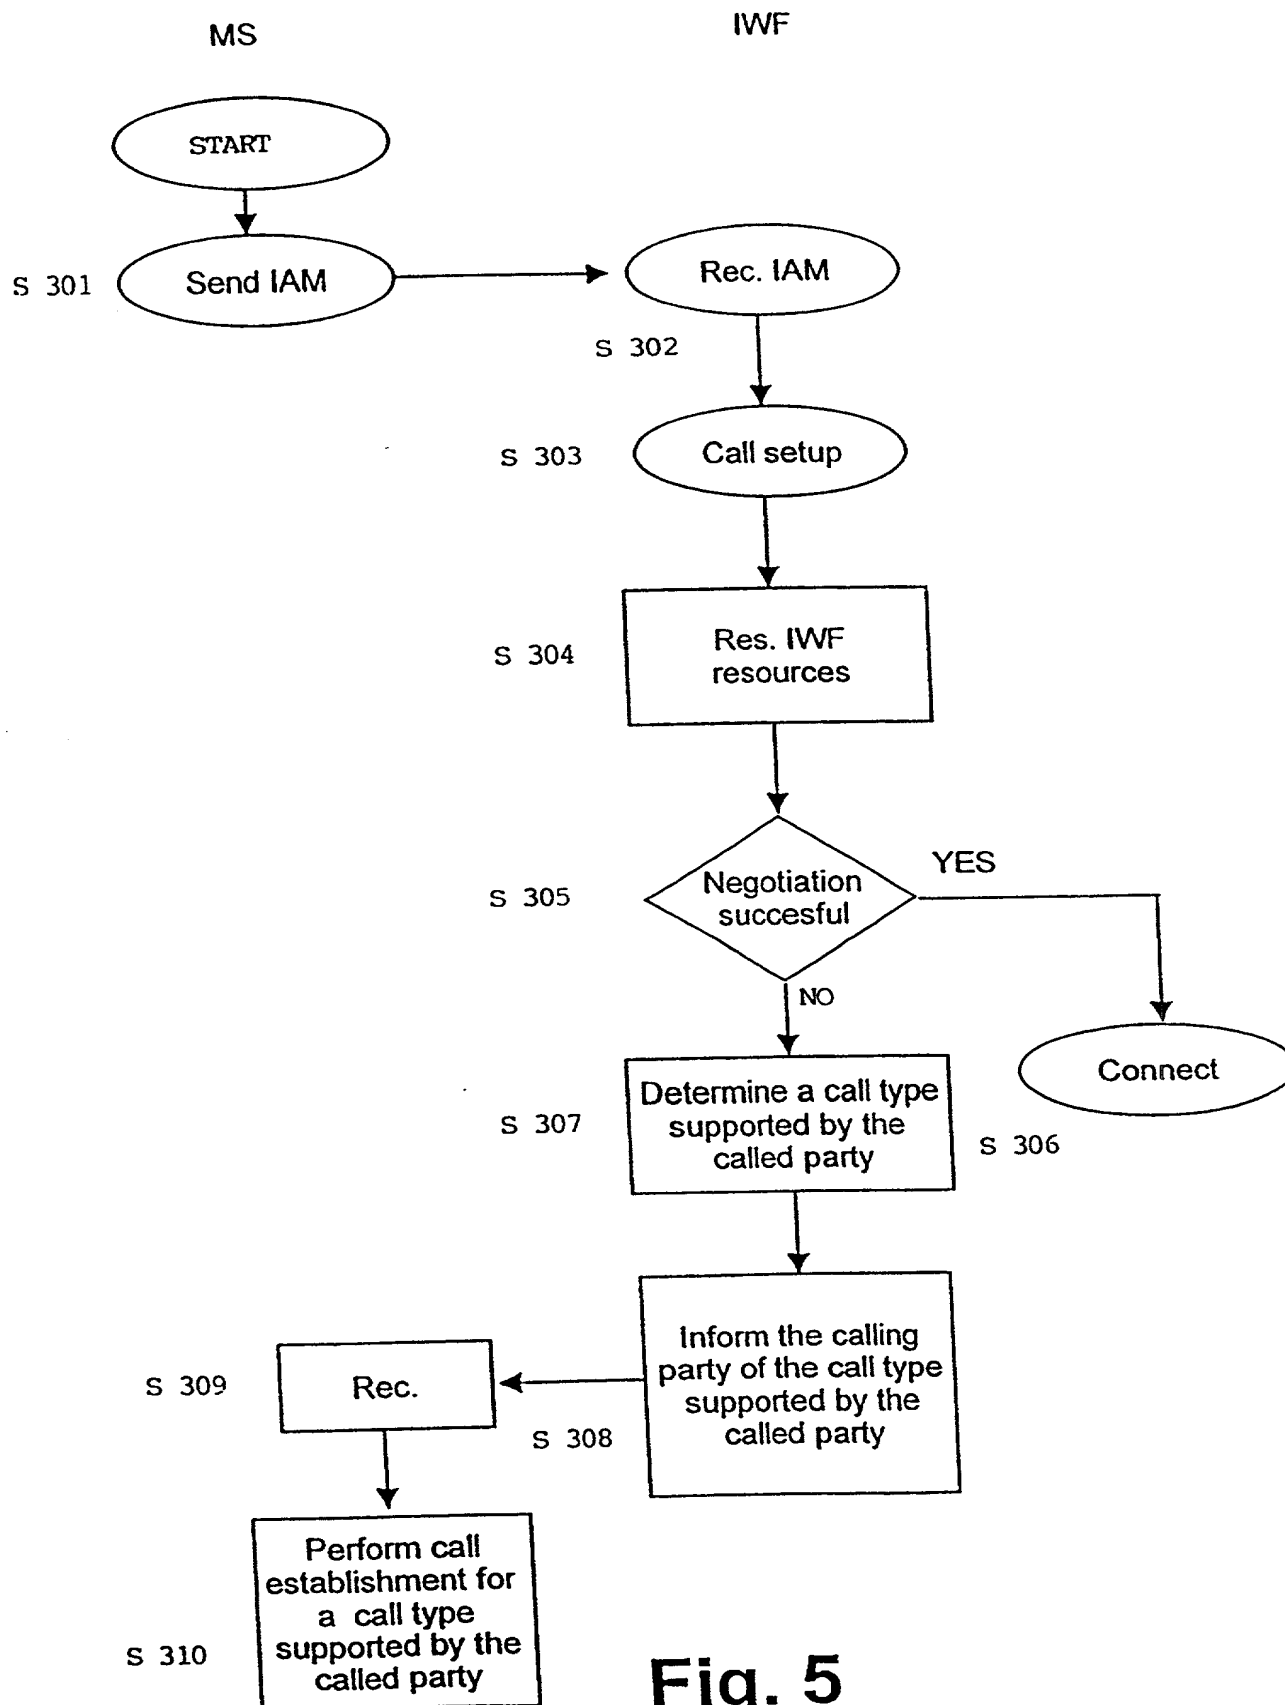 MS
IWF
START
S 301
Send IAM
Rec. IAM
S 302
S 303
Call setup
S 304
Res. IWF
resources
S 305
Negotiation
succesful
YES
NO
Connect
S 307
Determine a call type
supported by the
called party
S 306
Inform the calling
party of the call type
supported by the
called party
S 309
Rec.
S 308
S 310
Perform call
establishment for
a call type
supported by the
called party
Fig. 5